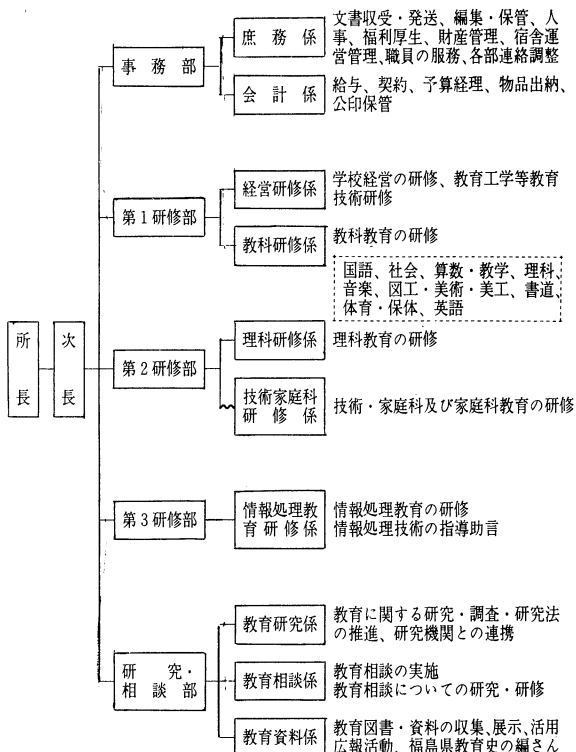 所長
次長
事務部
庶務係
文書収受・発送、編集・保管、人
事、福利厚生、財産管理、宿舎運
営管理、職員の服務、各部連絡調整
会計係
給与、契約、予算経理、物品出納、
公印保管
第1研修部
経営研修係
学校経営の研修、教育工学等教育
技術研修
教科研修係
教科教育の研修
国語、社会、算数・教学、理科、
音楽、図工・美術・美工、書道、
体育・保体、英語
第2研修部
理科研修係
理科教育の研修
技術家庭科
研修係
技術・家庭科及び家庭科教育の研修
第3研修部
情報処理教
育研修係
情報処理教育の研修
情報処理技術の指導助言
研究・
相談部
教育研究係
教育に関する研究・調査・研究法
の推進、研究機関との連携
教育相談係
教育相談の実施
教育相談についての研究・研修
教育資料係
教育図書・資料の収集、展示、活用
広報活動、福島県教育史の編さん